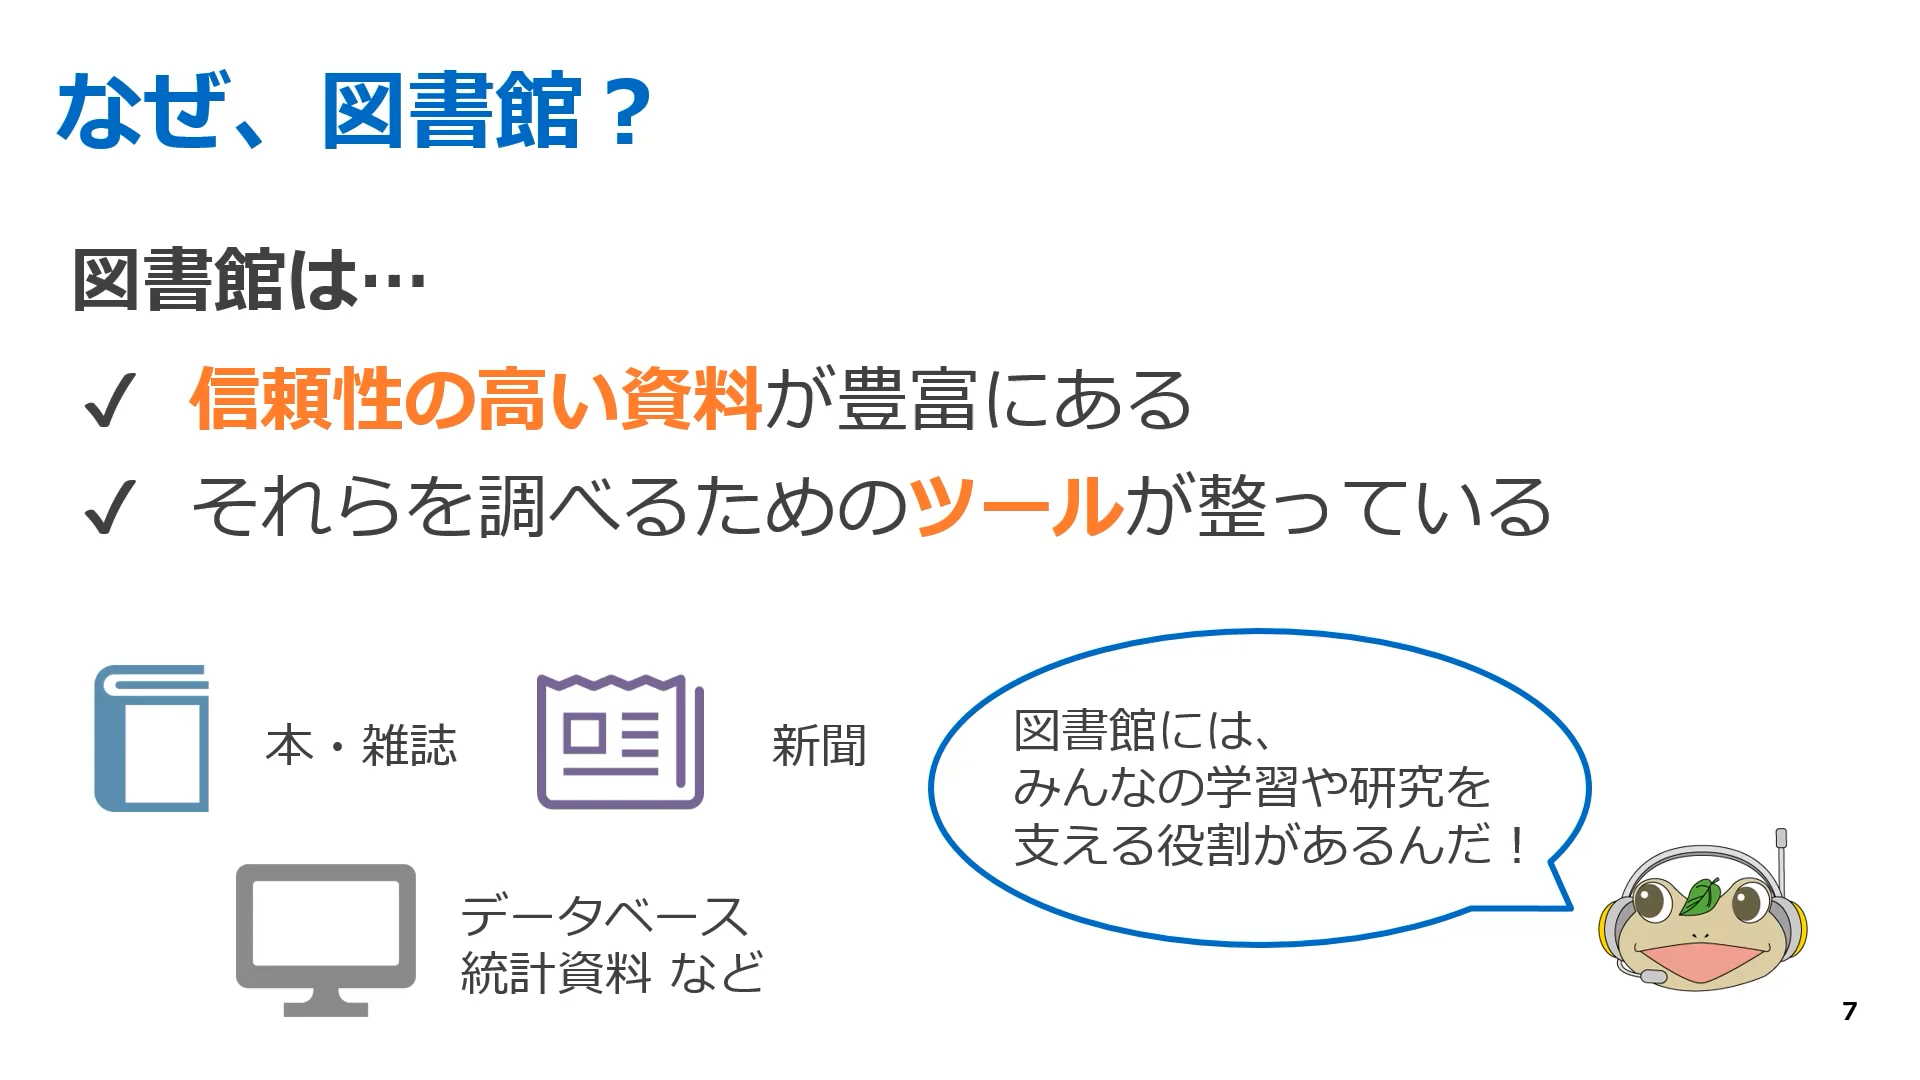 なぜ、図書館？
図書館は…
✓ 信頼性の高い資料が豊富にある
✓ それらを調べるためのツールが整っている
本・雑誌
新聞
データベース
統計資料 など
図書館には、
みんなの学習や研究を
支える役割があるんだ！
7